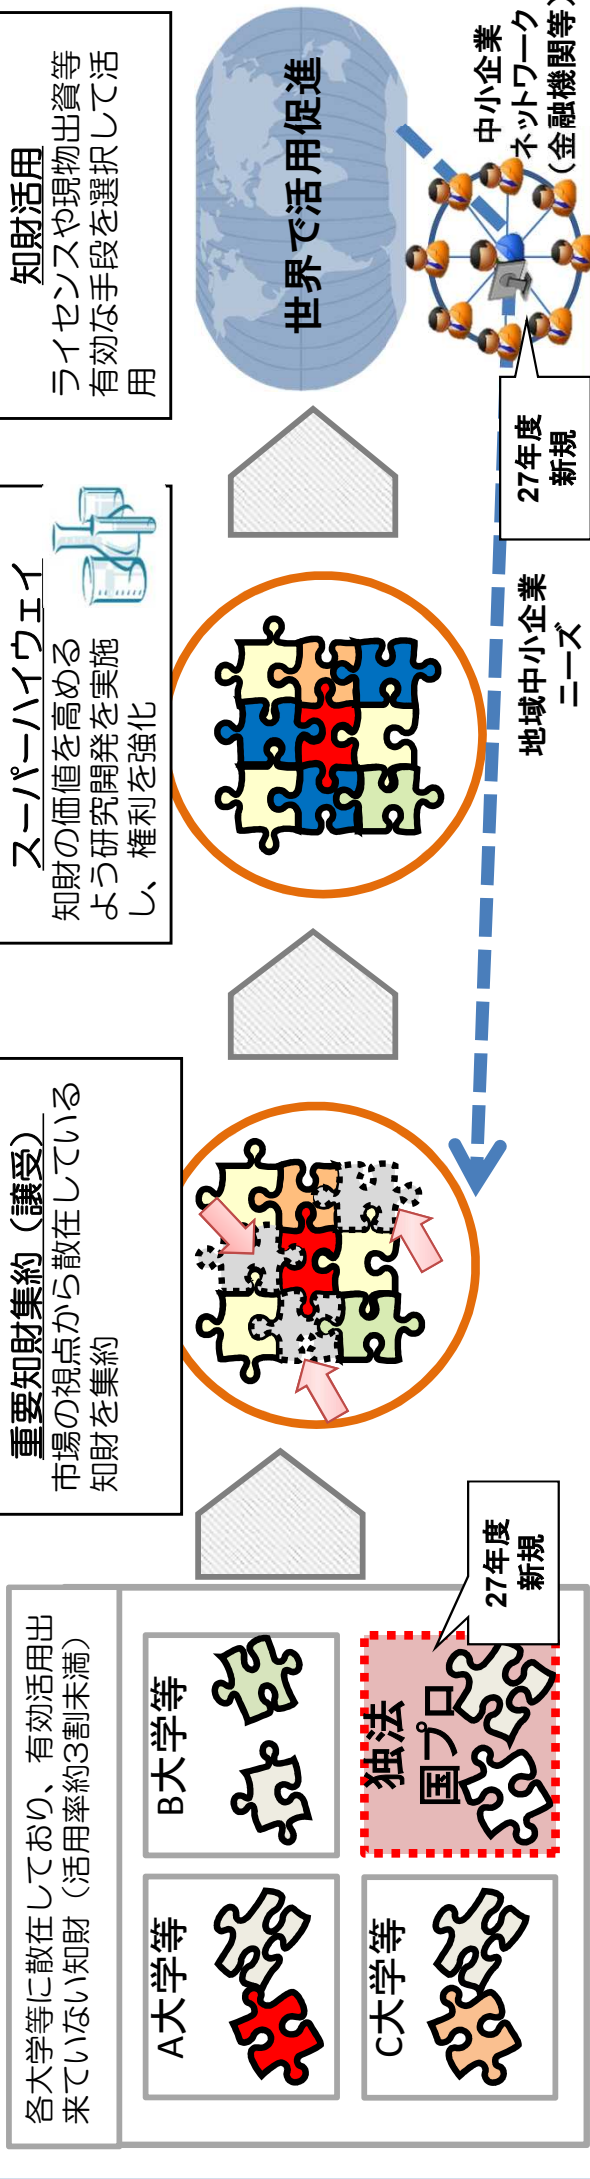 各大学等に散在しており、有効活用出
来ていない知財（活用率約3割未満）
A大学等
B大学等
C大学等
独法
国プロ
27年度
新規
重要知財集約（譲受）
市場の視点から散在している
知財を集約
スーパーハイウェイ
知財の価値を高める
よう研究開発を実施
し、権利を強化
知財活用
ライセンスや現物出資等
有効な手段を選択して活
用
世界で活用促進
中小企業
ネットワーク
（金融機関等）
27年度
新規
地域中小企業
ニーズ